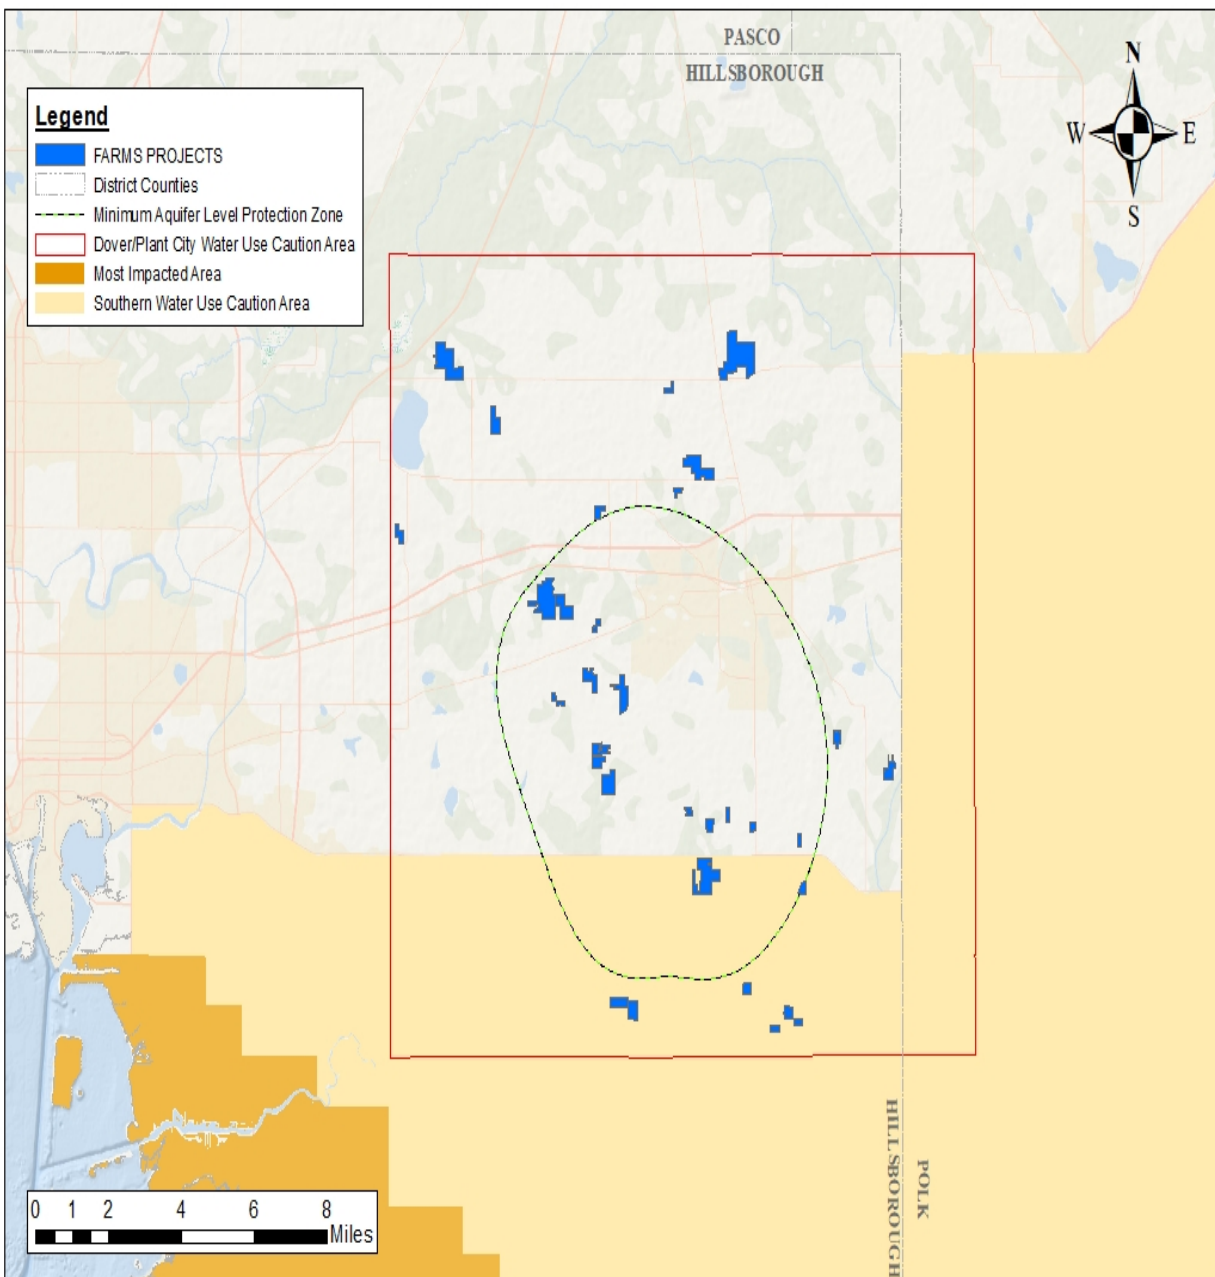 PASCO
HILLSBOROUGH
N
W E
S
Legend
FARMS PROJECTS
District Counties
Minimum Aquifer Level Protection Zone
Dover/Plant City Water Use Caution Area
Most Impacted Area
Southern Water Use Caution Area
HILLSBOROUGH
POLK
0 1 2 4 6 8
Miles